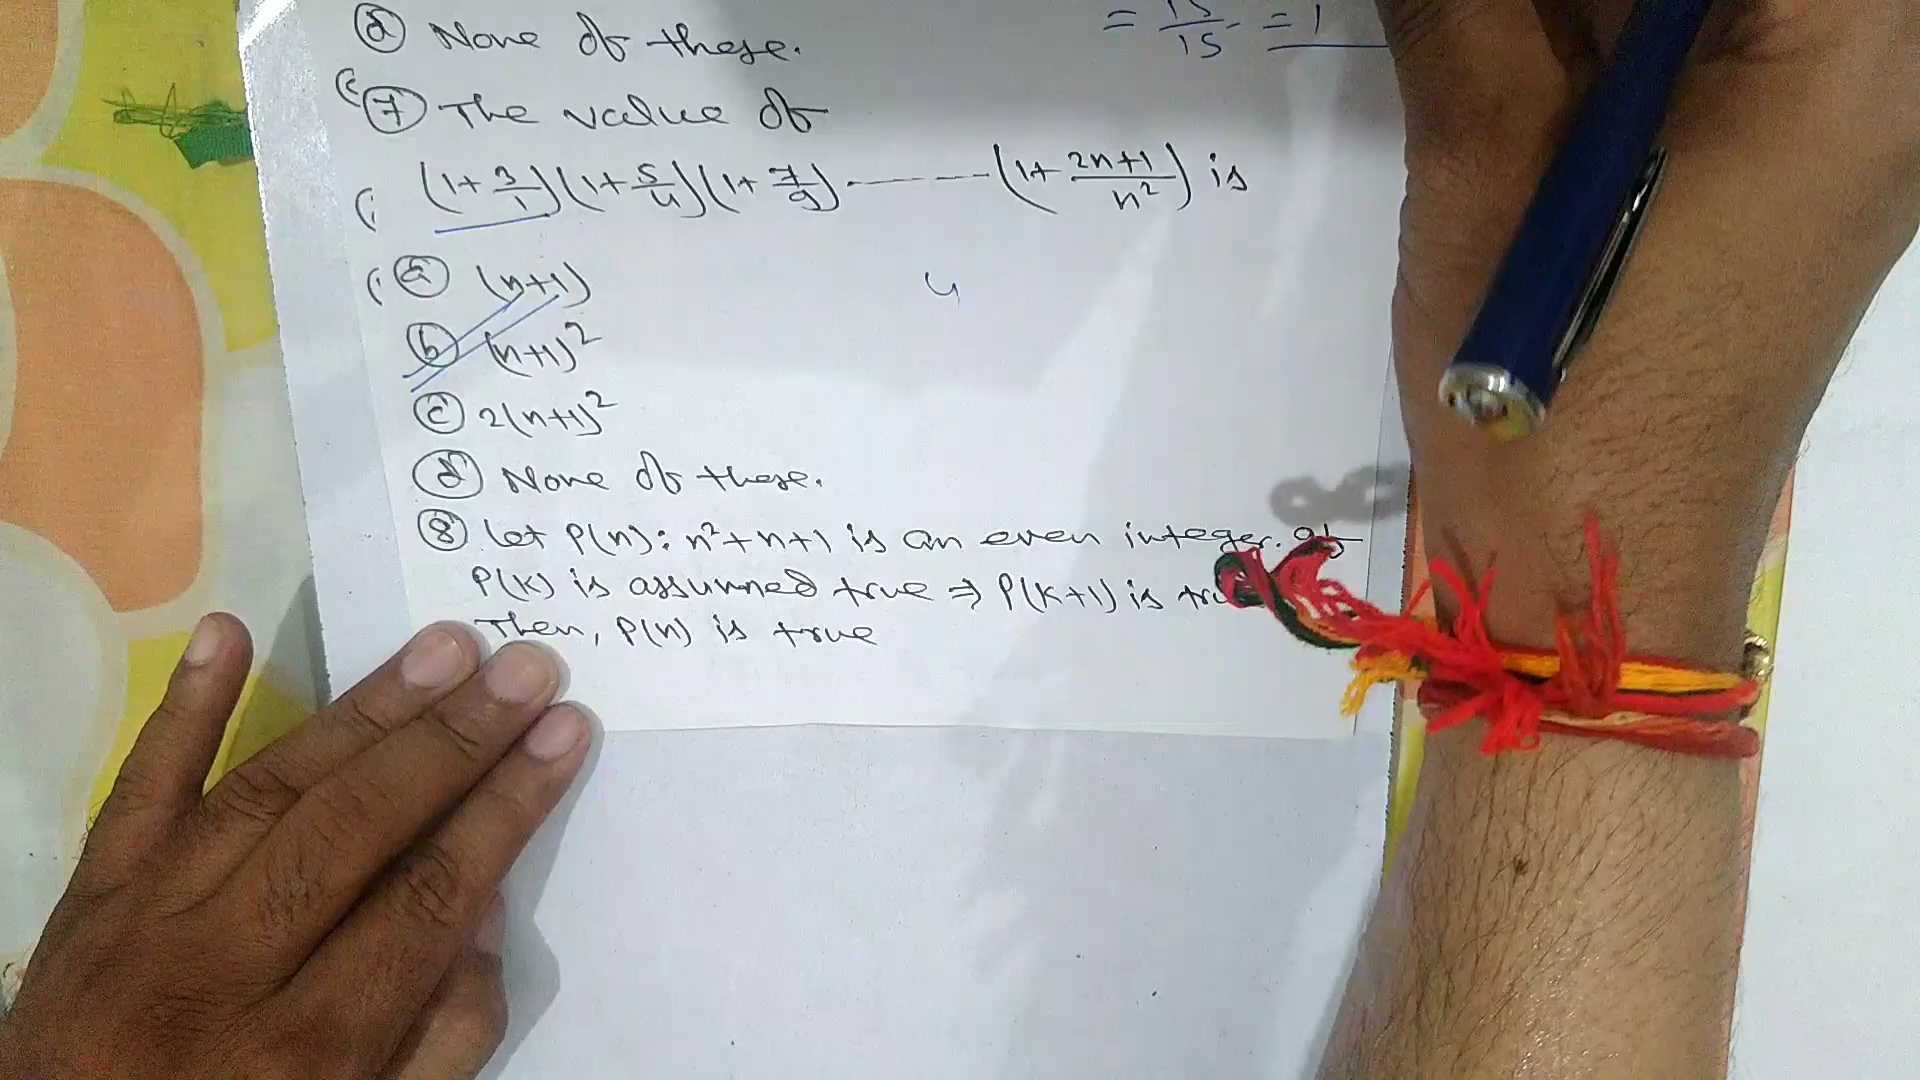 (d) None of these.
= 15/15 = 1
(7) The value of
(1+3/1)(1+5/4)(1+7/9)-------(1+(2n+1)/n²) is
(a) (n+1)
4
(b) (n+1)²
(c) 2(n+1)²
(d) None of these.
(8) Let P(n): n²+n+1 is an even integer. If
P(k) is assumed true ⇒ P(k+1) is
Then, P(n) is true